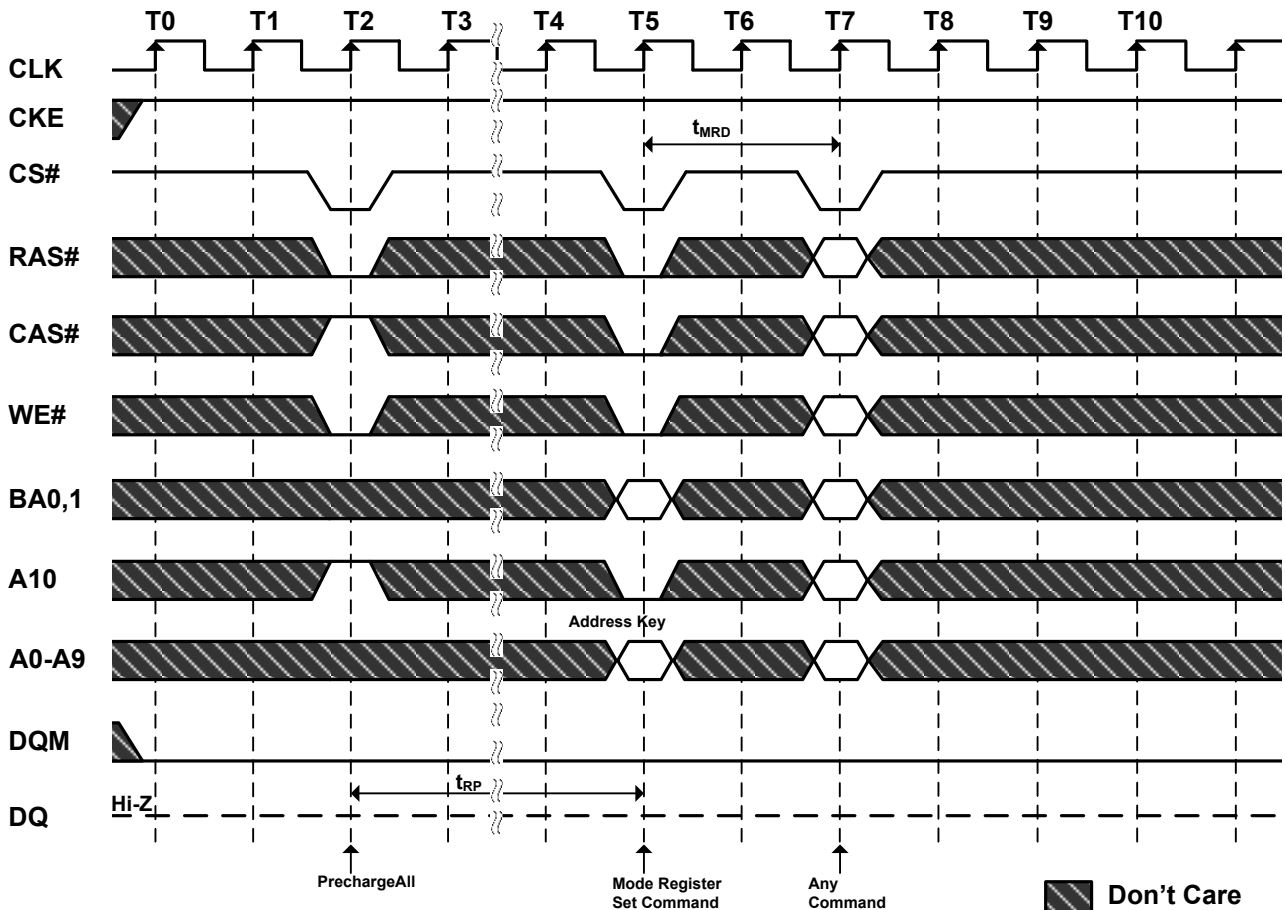 T0 T1 T2 T3 T4 T5 T6 T7 T8 T9 T10
CLK
CKE
tMRD
CS#
RAS#
CAS#
WE#
BA0,1
A10
Address Key
A0-A9
DQM
tRP
Hi-Z
DQ
PrechargeAll
Mode Register
Set Command
Any
Command
Don't Care